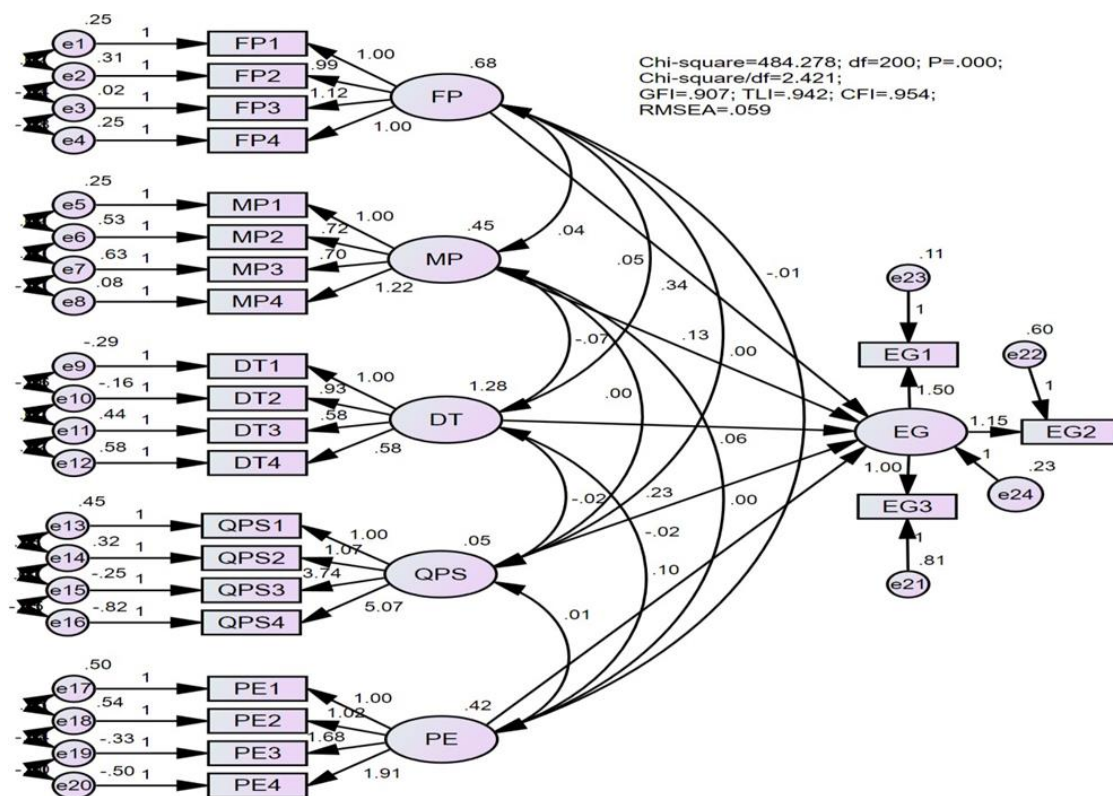 Chi-square=484.278; df=200; P=.000;
Chi-square/df=2.421;
GFI=.907; TLI=.942; CFI=.954;
RMSEA=.059
.25
e1 1 FP1
1.00
.31
e2 1 FP2
.99
.02
e3 1 FP3
1.12
.25
e4 1 FP4
1.00
.68
FP
.25
e5 1 MP1
1.00
.53
e6 1 MP2
.72
.63
e7 1 MP3
.70
.08
e8 1 MP4
1.22
.45
MP
-.29
e9 1 DT1
1.00
-.16
e10 1 DT2
.93
.44
e11 1 DT3
.58
.58
e12 1 DT4
.58
1.28
DT
.45
e13 1 QPS1
1.00
.32
e14 1 QPS2
1.07
-.25
e15 1 QPS3
3.74
-.82
e16 1 QPS4
5.07
.05
QPS
.50
e17 1 PE1
1.00
.54
e18 1 PE2
1.02
-.33
e19 1 PE3
1.68
-.50
e20 1 PE4
1.91
.42
PE
.04
.05
-.01
.34
.13
-.07
.00
.00
.06
-.02
.23
.00
-.02
.10
.01
.11
e23
1
EG1
1.50
.60
e22
1
EG
1.15
EG2
1.00
1
.23
e24
EG3
1
.81
e21